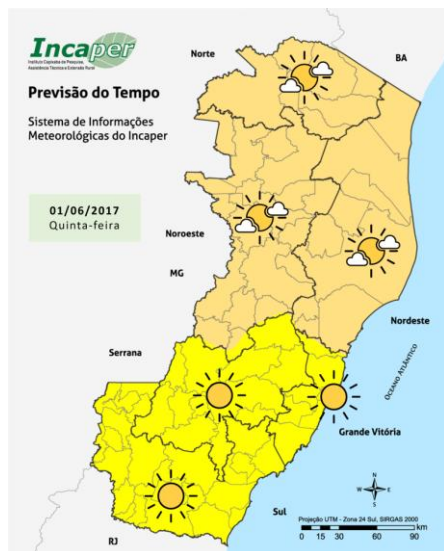 Incaper
Instituto Capixaba de Pesquisa,
Assistência Técnica e Extensão Rural
Previsão do Tempo
Sistema de Informações
Meteorológicas do Incaper
01/06/2017
Quinta-feira
Norte
BA
Noroeste
MG
Nordeste
Serrana
OCEANO ATLÂNTICO
Grande Vitória
Sul
RJ
N
W
E
S
Projeção UTM - Zona 24 Sul, SIRGAS 2000
km
0 15 30 60 90